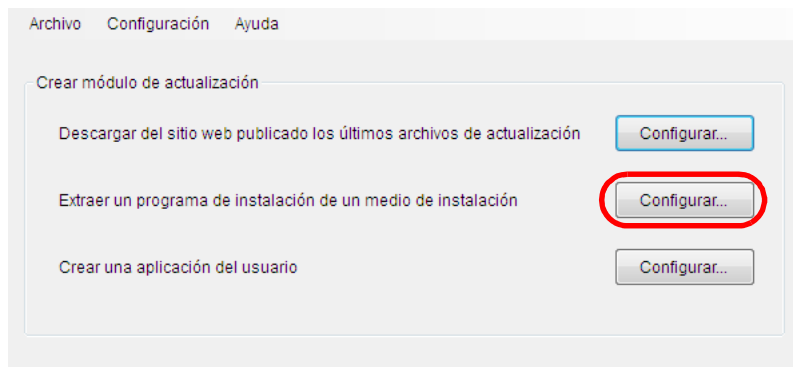 Archivo Configuración Ayuda
Crear módulo de actualización
Descargar del sitio web publicado los últimos archivos de actualización Configurar...
Extraer un programa de instalación de un medio de instalación Configurar...
Crear una aplicación del usuario Configurar...